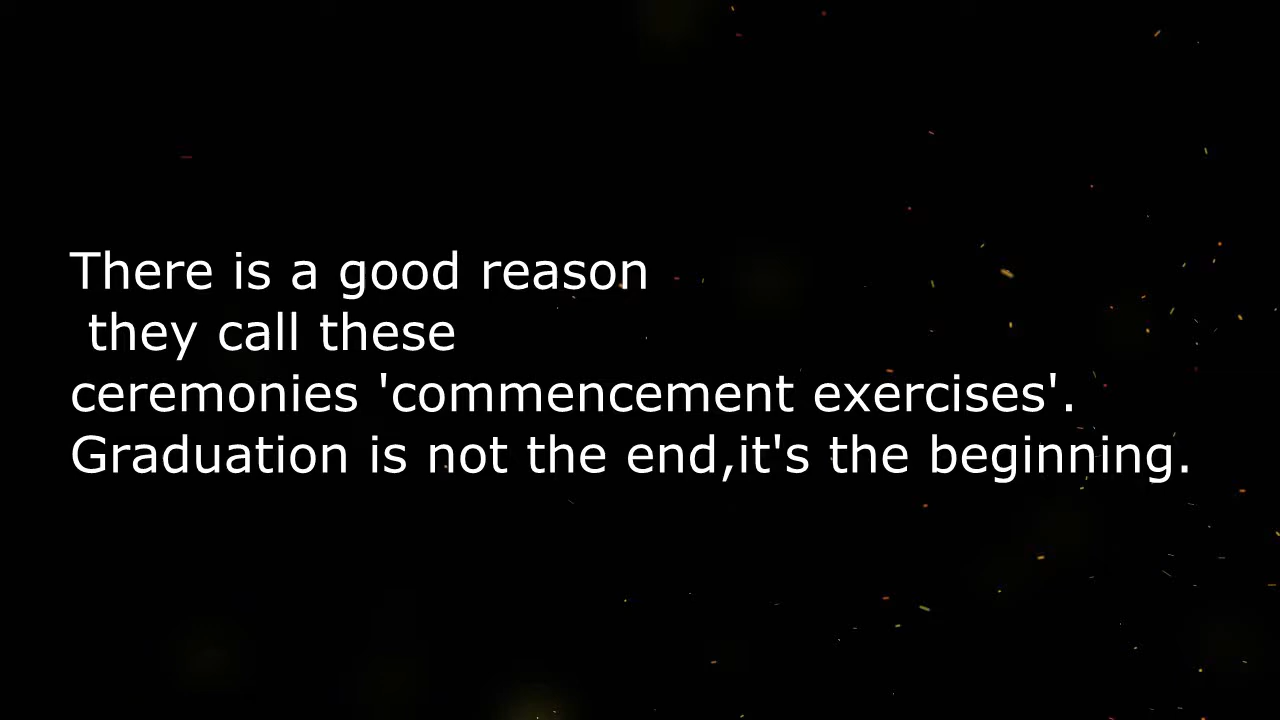 There is a good reason
they call these
ceremonies 'commencement exercises'.
Graduation is not the end,it's the beginning.